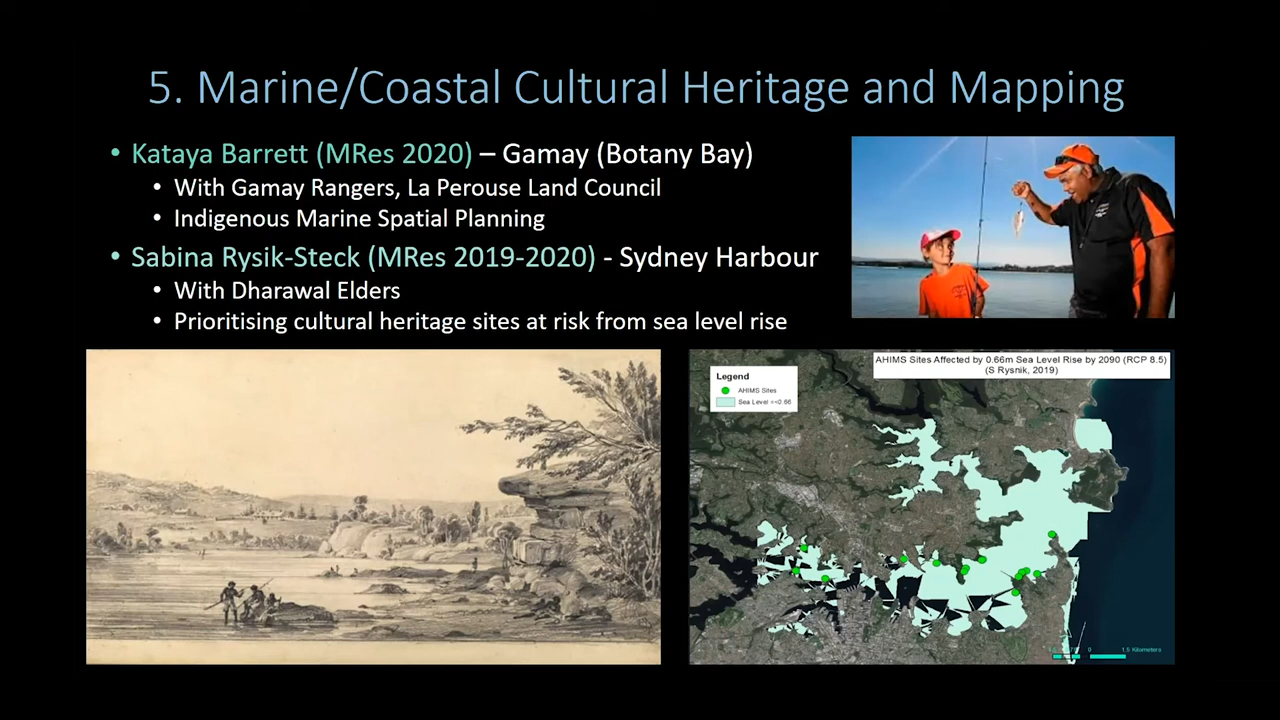 5. Marine/Coastal Cultural Heritage and Mapping
• Kataya Barrett (MRes 2020) – Gamay (Botany Bay)
• With Gamay Rangers, La Perouse Land Council
• Indigenous Marine Spatial Planning
• Sabina Rysik-Steck (MRes 2019-2020) - Sydney Harbour
• With Dharawal Elders
• Prioritising cultural heritage sites at risk from sea level rise
AHIMS Sites Affected by 0.66m Sea Level Rise by 2090 (RCP 8.5)
(S Rysnik, 2019)
Legend
AHIMS Sites
Sea Level =<0.66
0 1.5 Kilometers